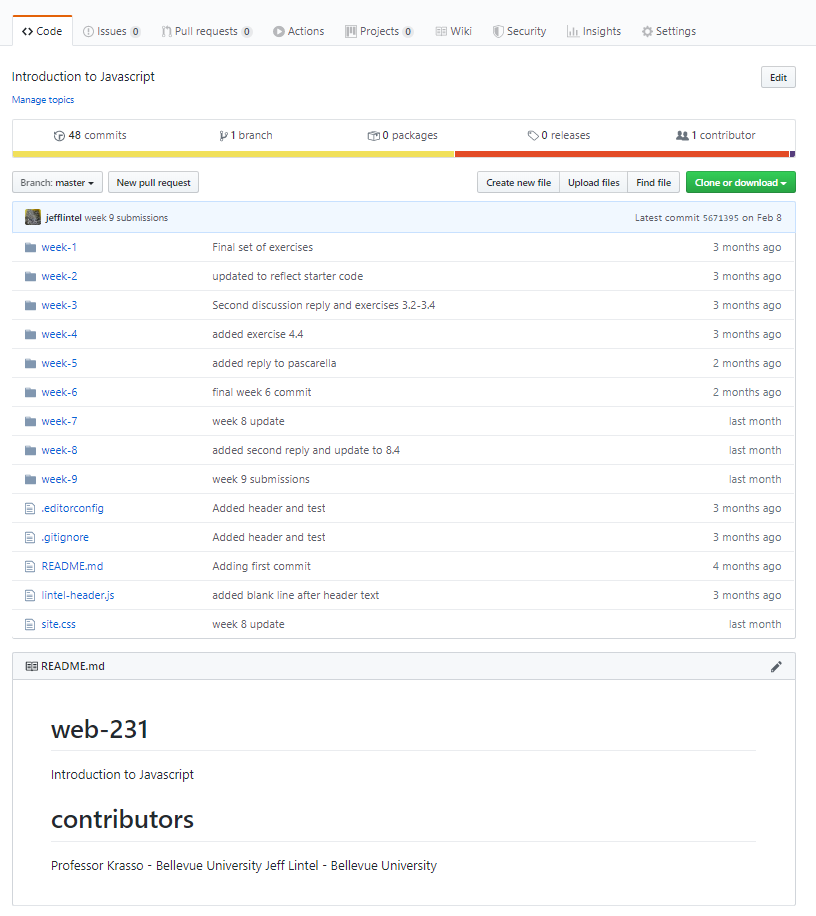 Code Issues 0 Pull requests 0 Actions Projects 0 Wiki Security Insights Settings
Introduction to Javascript Edit
Manage topics
48 commits 1 branch 0 packages 0 releases 1 contributor
Branch: master New pull request Create new file Upload files Find file Clone or download
jefflintel week 9 submissions Latest commit 5671395 on Feb 8
week-1 Final set of exercises 3 months ago
week-2 updated to reflect starter code 3 months ago
week-3 Second discussion reply and exercises 3.2-3.4 3 months ago
week-4 added exercise 4.4 3 months ago
week-5 added reply to pascarella 2 months ago
week-6 final week 6 commit 2 months ago
week-7 week 8 update last month
week-8 added second reply and update to 8.4 last month
week-9 week 9 submissions last month
.editorconfig Added header and test 3 months ago
.gitignore Added header and test 3 months ago
README.md Adding first commit 4 months ago
lintel-header.js added blank line after header text 3 months ago
site.css week 8 update last month
README.md
web-231
Introduction to Javascript
contributors
Professor Krasso - Bellevue University Jeff Lintel - Bellevue University